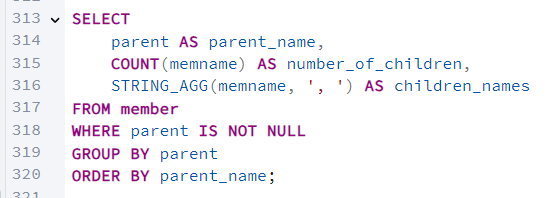 313 SELECT
314 parent AS parent_name,
315 COUNT(memname) AS number_of_children,
316 STRING_AGG(memname, ', ') AS children_names
317 FROM member
318 WHERE parent IS NOT NULL
319 GROUP BY parent
320 ORDER BY parent_name;
321